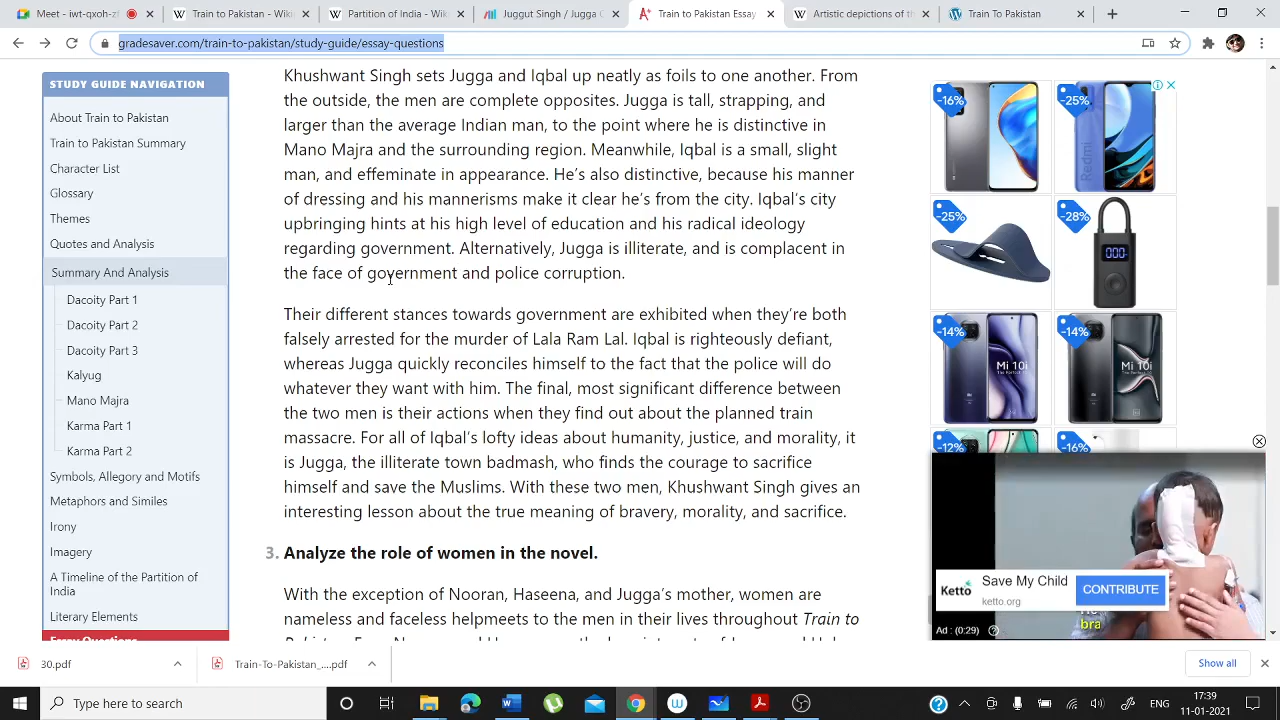 Meet - iwt-qozh-zl
Train to Pakistan - Wiki
Partition of India - Wik
Juggut Singh / Jugga C
Train to Pakistan Essay
Artistic depictions of th
Train To Pakistan
gradesaver.com/train-to-pakistan/study-guide/essay-questions
STUDY GUIDE NAVIGATION
About Train to Pakistan
Train to Pakistan Summary
Character List
Glossary
Themes
Quotes and Analysis
Summary And Analysis
Dacoity Part 1
Dacoity Part 2
Dacoity Part 3
Kalyug
Mano Majra
Karma Part 1
Karma Part 2
Symbols, Allegory and Motifs
Metaphors and Similes
Irony
Imagery
A Timeline of the Partition of
India
Literary Elements
Essay Questions
Khushwant Singh sets Jugga and Iqbal up neatly as foils to one another. From
the outside, the men are complete opposites. Jugga is tall, strapping, and
larger than the average Indian man, to the point where he is distinctive in
Mano Majra and the surrounding region. Meanwhile, Iqbal is a small, slight
man, and effeminate in appearance. He's also distinctive, because his manner
of dressing and his mannerisms make it clear he's from the city. Iqbal's city
upbringing hints at his high level of education and his radical ideology
regarding government. Alternatively, Jugga is illiterate, and is complacent in
the face of government and police corruption.
Their different stances towards government are exhibited when they're both
falsely arrested for the murder of Lala Ram Lal. Iqbal is righteously defiant,
whereas Jugga quickly reconciles himself to the fact that the police will do
whatever they want with him. The final, most significant difference between
the two men is their actions when they find out about the planned train
massacre. For all of Iqbal's lofty ideas about humanity, justice, and morality, it
is Jugga, the illiterate town badmash, who finds the courage to sacrifice
himself and save the Muslims. With these two men, Khushwant Singh gives an
interesting lesson about the true meaning of bravery, morality, and sacrifice.
3. Analyze the role of women in the novel.
With the exception of Nooran, Haseena, and Jugga's mother, women are
nameless and faceless helpmeets to the men in their lives throughout Train to
-16%
-25%
Redmi
-25%
-28%
000
-14%
-14%
Mi 10i
Mi 10i
-12%
-16%
Ketto
Save My Child
ketto.org
CONTRIBUTE
bra
Ad : (0:29)
30.pdf
Train-To-Pakistan_....pdf
Show all
Type here to search
ENG
17:39
11-01-2021